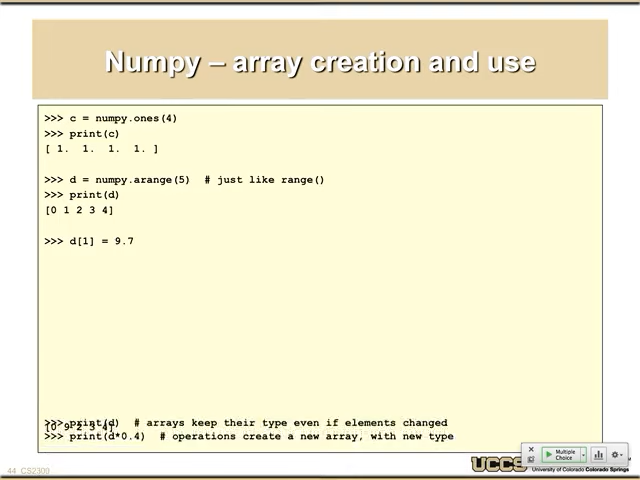 Numpy – array creation and use
>>> c = numpy.ones(4)
>>> print(c)
[ 1.  1.  1.  1. ]
>>> d = numpy.arange(5)  # just like range()
>>> print(d)
[0 1 2 3 4]
>>> d[1] = 9.7
>>> print(d)  # arrays keep their type even if elements changed
[0 9 2 3 4]
>>> print(d*0.4)  # operations create a new array, with new type
Multiple
Choice
44 CS2300
UCCS
University of Colorado Colorado Springs